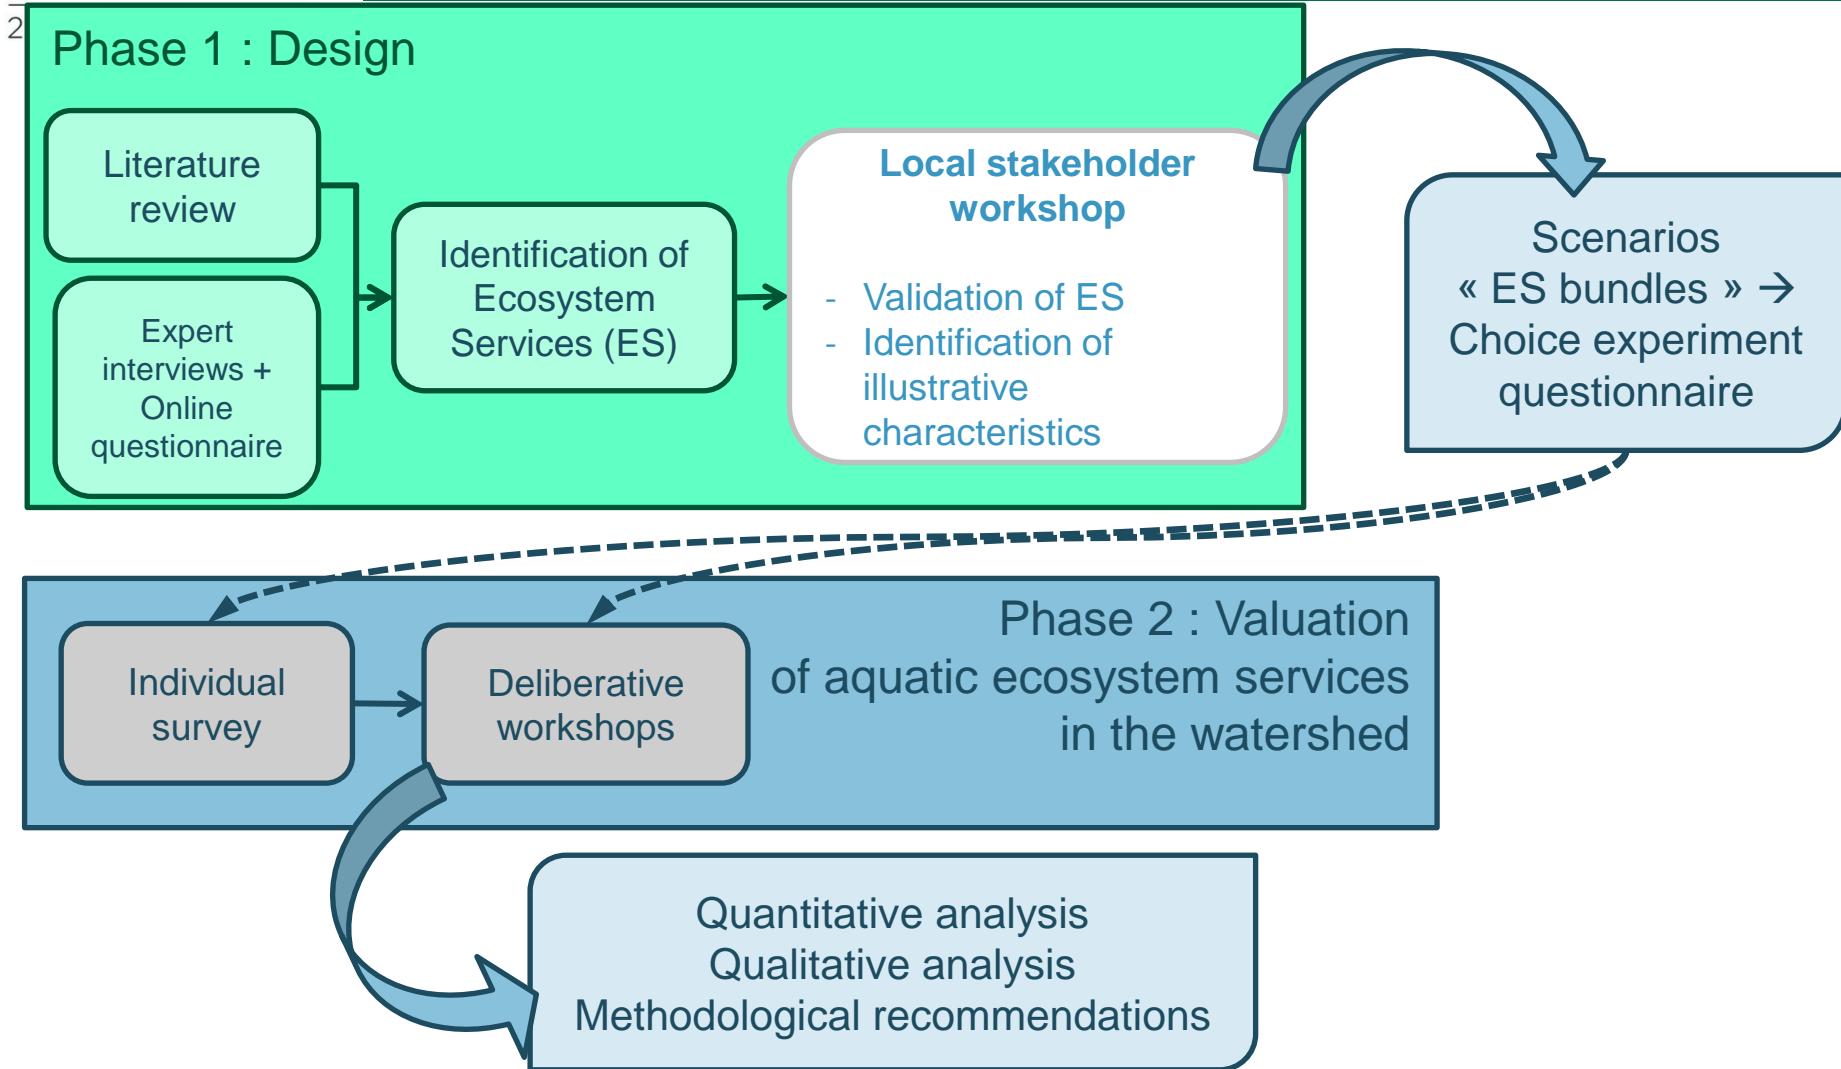 2
Phase 1 : Design
Literature
review
Expert
interviews +
Online
questionnaire
Identification of
Ecosystem
Services (ES)
Local stakeholder
workshop
- Validation of ES
- Identification of
illustrative
characteristics
Scenarios
« ES bundles » →
Choice experiment
questionnaire
Phase 2 : Valuation
of aquatic ecosystem services
in the watershed
Individual
survey
Deliberative
workshops
Quantitative analysis
Qualitative analysis
Methodological recommendations